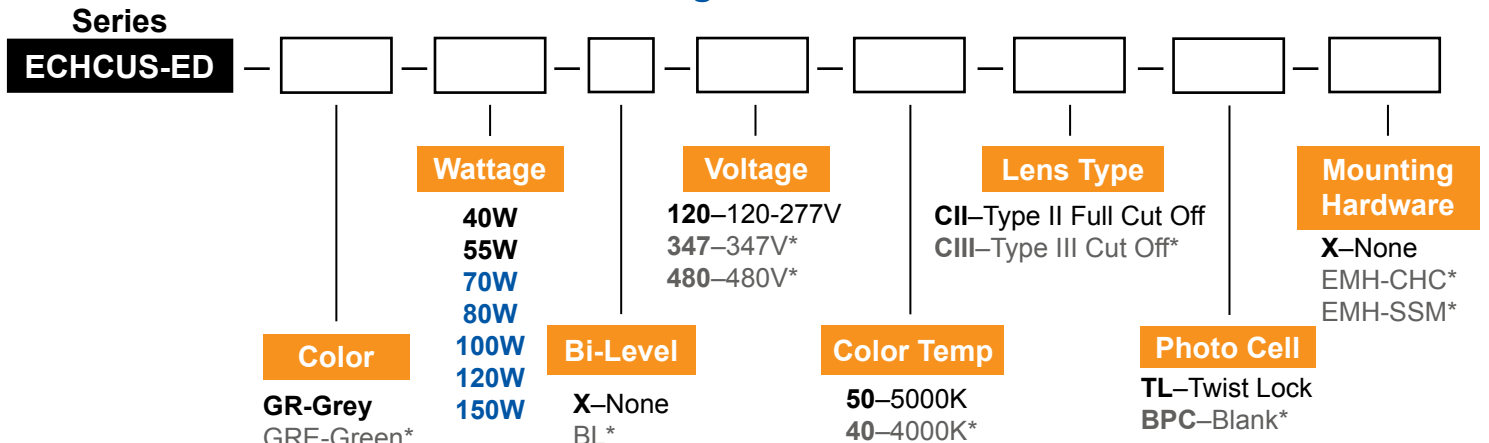 Series
ECHCUS-ED
Wattage
40W
55W
70W
80W
100W
120W
150W
Voltage
120–120-277V
347–347V*
480–480V*
Lens Type
CII–Type II Full Cut Off
CIII–Type III Cut Off*
Mounting
Hardware
X–None
EMH-CHC*
EMH-SSM*
Color
GR-Grey
GRE-Green*
Bi-Level
X–None
BL*
Color Temp
50–5000K
40–4000K*
Photo Cell
TL–Twist Lock
BPC–Blank*